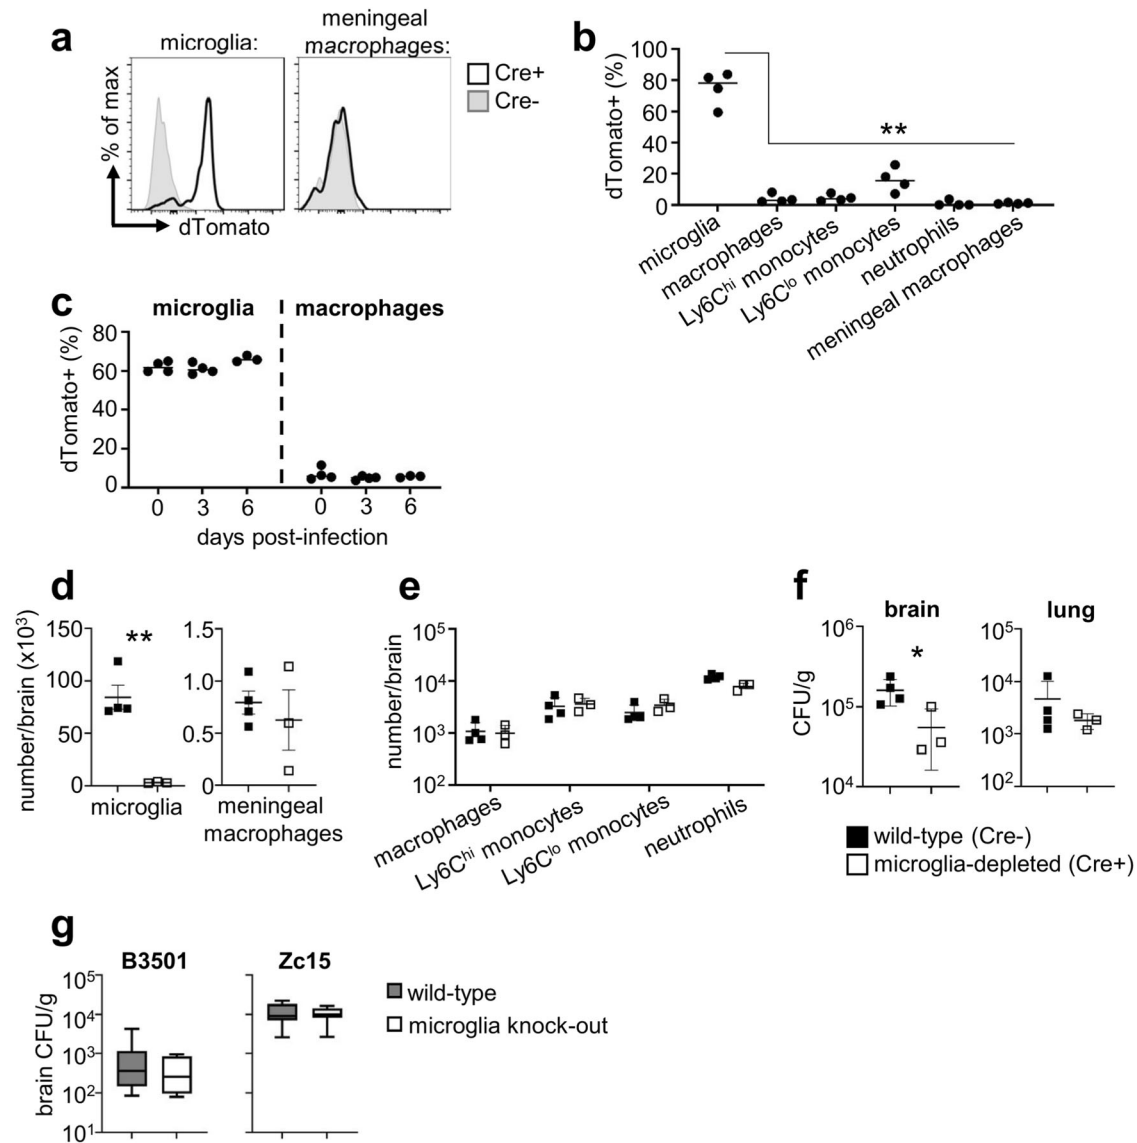 a
microglia:
meningeal
macrophages:
Cre+
Cre-
% of max
dTomato
b
dTomato+ (%)
100
80
60
40
20
0
**
microglia
macrophages
Ly6Chi monocytes
Ly6Clo monocytes
neutrophils
meningeal macrophages
c
microglia
macrophages
dTomato+ (%)
80
60
40
20
0
0 3 6 0 3 6
days post-infection
d
number/brain (x10³)
150
100
50
0
**
microglia
1.5
1.0
0.5
0
meningeal
macrophages
e
number/brain
10⁵
10⁴
10³
10²
macrophages
Ly6Chi monocytes
Ly6Clo monocytes
neutrophils
f
brain
lung
CFU/g
10⁶
10⁵
10⁴
*
10⁵
10⁴
10³
10²
wild-type (Cre-)
microglia-depleted (Cre+)
g
B3501
Zc15
brain CFU/g
10⁵
10⁴
10³
10²
10¹
wild-type
microglia knock-out